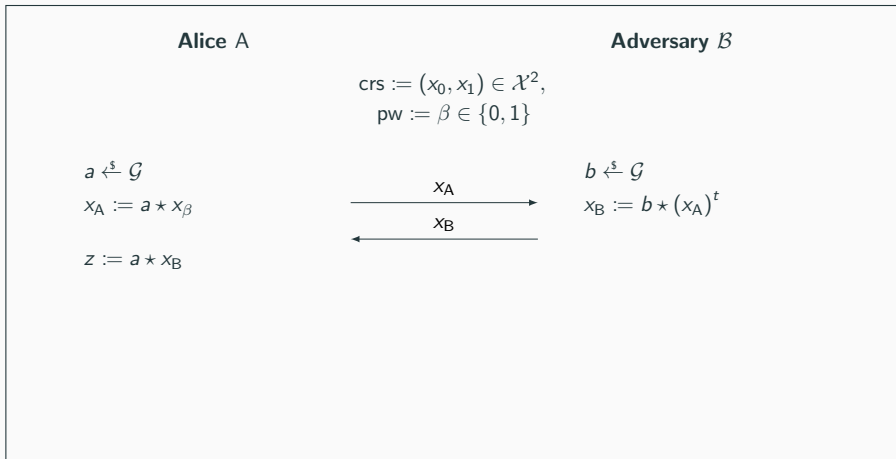 Alice A
Adversary ℬ
crs := (x₀, x₁) ∈ 𝒳²,
pw := β ∈ {0, 1}
a ←$ 𝒢
b ←$ 𝒢
x_A
x_A := a ⋆ x_β
x_B := b ⋆ (x_A)ᵗ
x_B
z := a ⋆ x_B